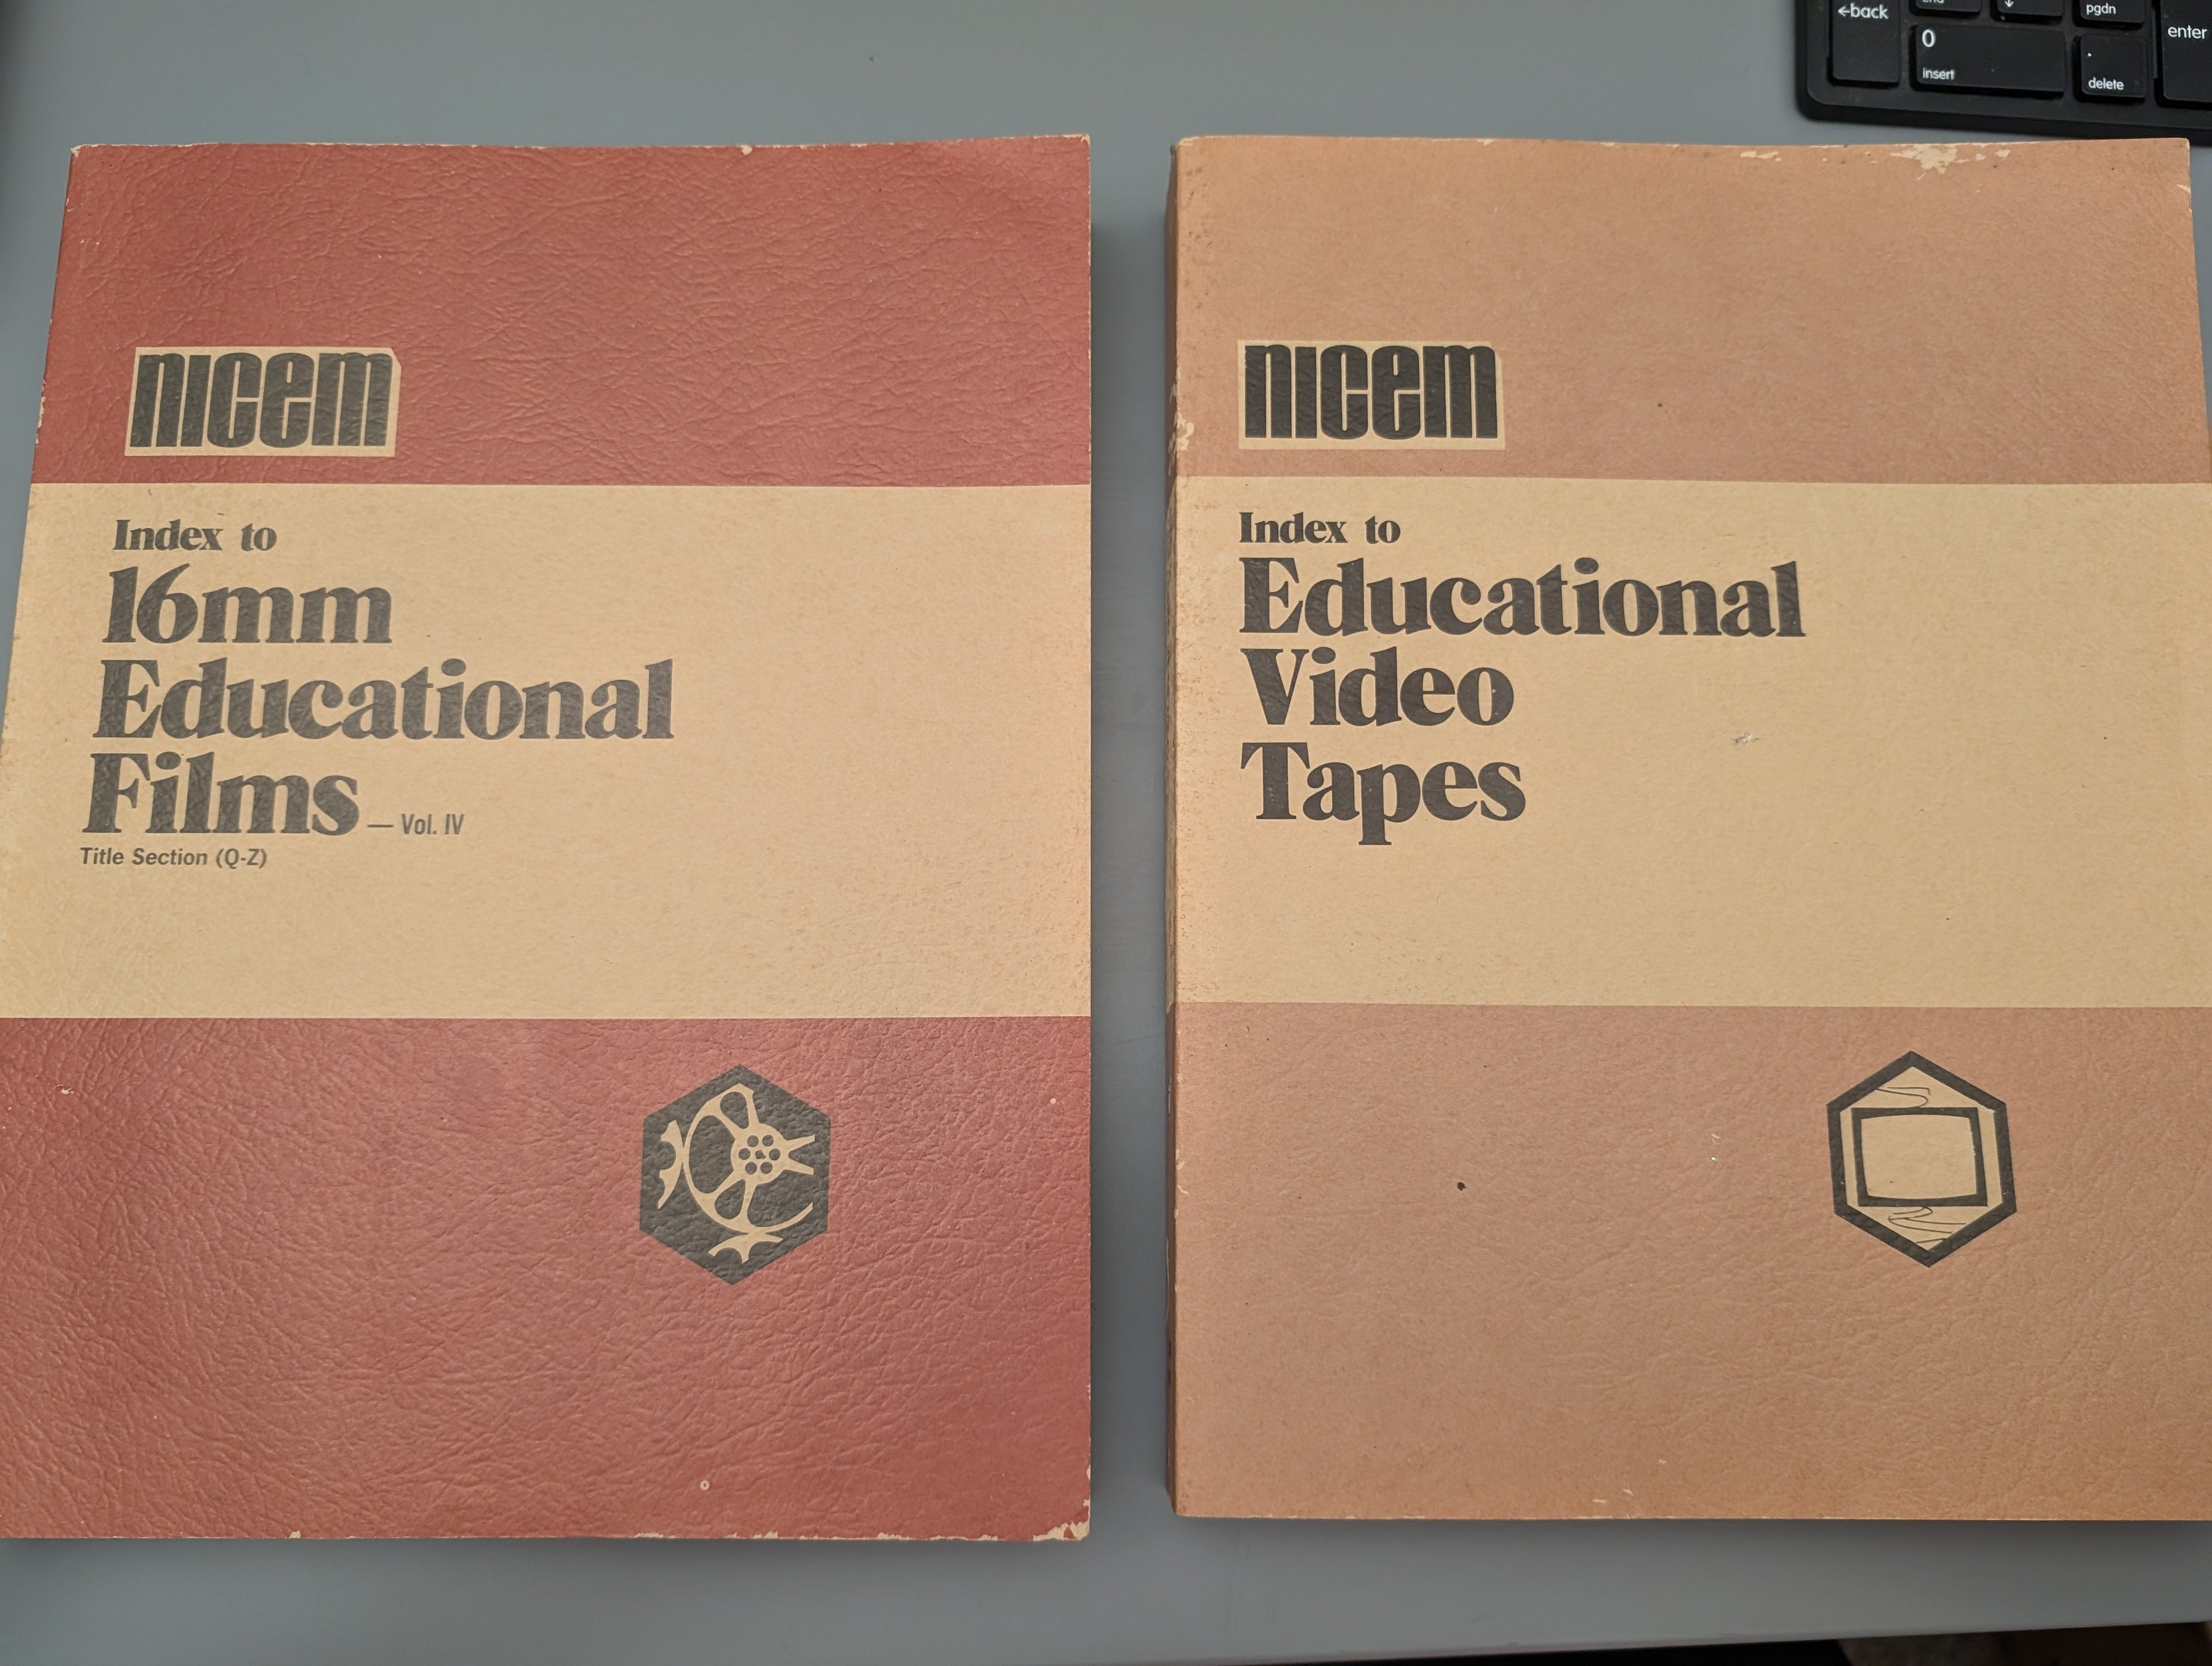 nicem
Index to
16mm
Educational
Films — Vol. IV
Title Section (Q-Z)
nicem
Index to
Educational
Video
Tapes
←back
end
↓
pgdn
enter
0
insert
.
delete